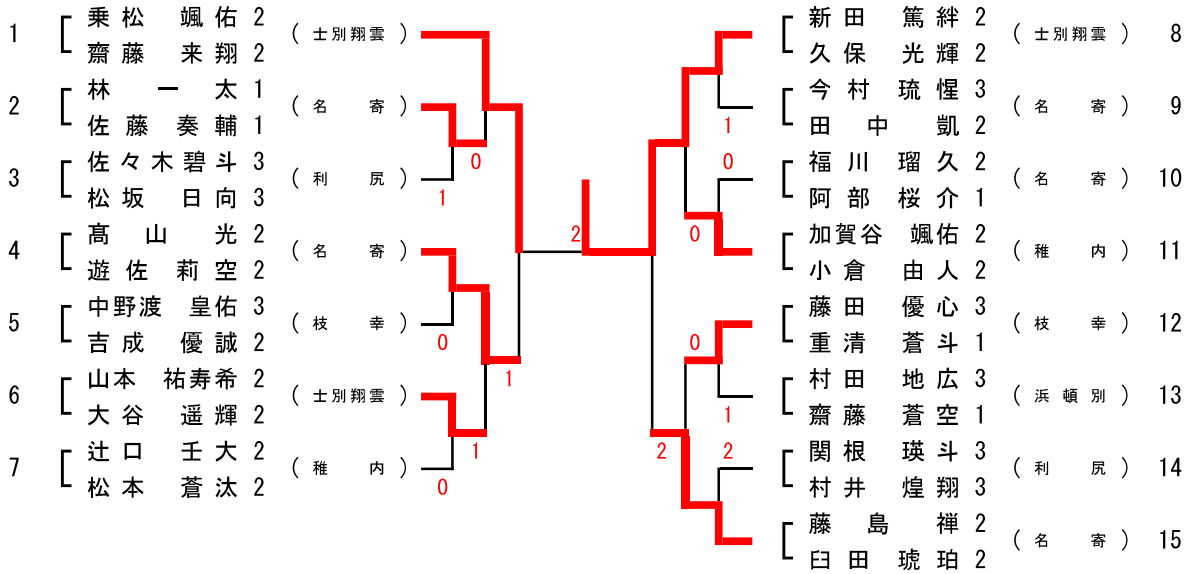 1 乗松 颯佑 2 (士別翔雲)
齋藤 来翔 2
2 林 一太 1 (名寄)
佐藤 奏輔 1
0
3 佐々木 碧斗 3 (利尻)
松坂 日向 3
1
4 髙山 光 2 (名寄)
遊佐 莉空 2
5 中野渡 皇佑 3 (枝幸)
吉成 優誠 2
0
1
6 山本 祐寿希 2 (士別翔雲)
大谷 遥輝 2
1
7 辻口 壬大 2 (稚内)
松本 蒼汰 2
0
2
新田 篤絆 2 (士別翔雲) 8
久保 光輝 2
今村 琉惺 3 (名寄) 9
田中 凱 2
1
0
福川 瑠久 2 (名寄) 10
阿部 桜介 1
0
加賀谷 颯佑 2 (稚内) 11
小倉 由人 2
藤田 優心 3 (枝幸) 12
重清 蒼斗 1
0
村田 地広 3 (浜頓別) 13
齋藤 蒼空 1
1
2
2
関根 瑛斗 3 (利尻) 14
村井 煌翔 3
藤島 禅 2 (名寄) 15
臼田 琥珀 2